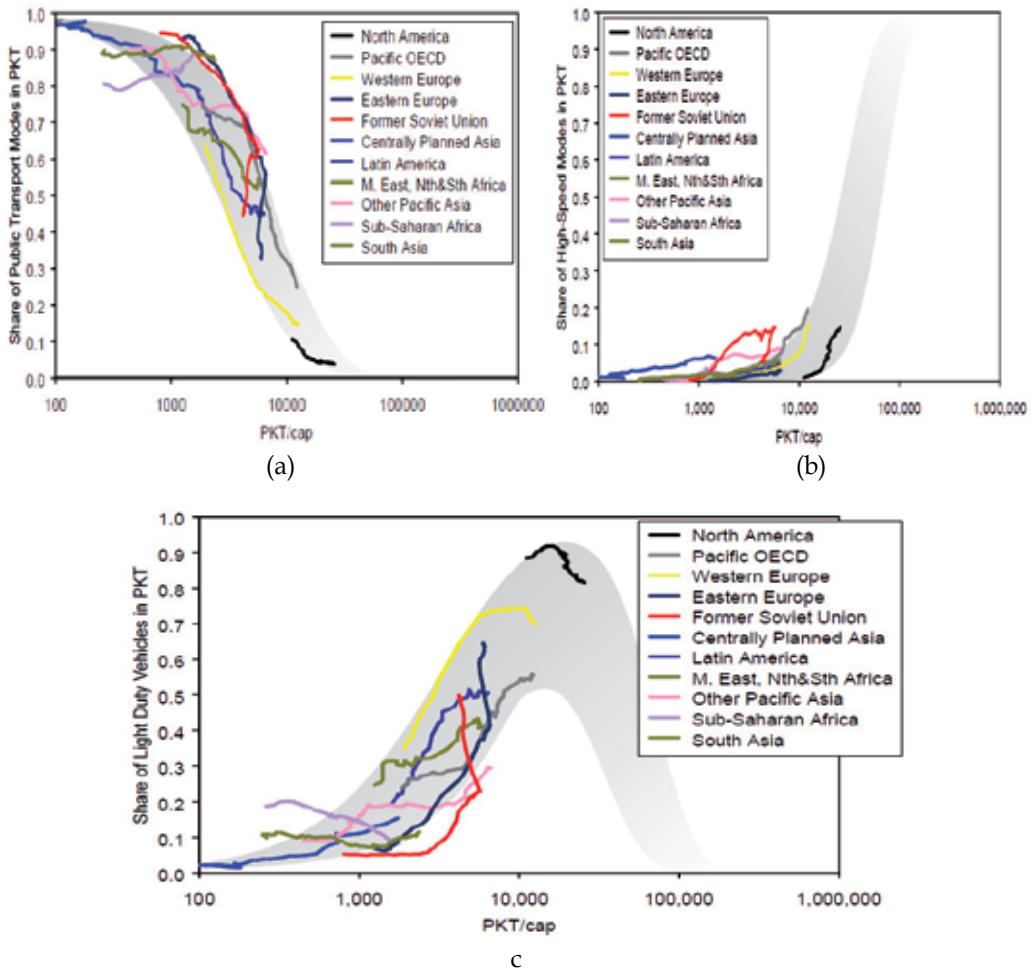 Share of Public Transport Modes in PKT
1.0
0.9
0.8
0.7
0.6
0.5
0.4
0.3
0.2
0.1
0.0
North America
Pacific OECD
Western Europe
Eastern Europe
Former Soviet Union
Centrally Planned Asia
Latin America
M. East, Nth&Sth Africa
Other Pacific Asia
Sub-Saharan Africa
South Asia
100 1000 10000 100000 1000000
PKT/cap
(a)
Share of High-Speed Modes in PKT
1.0
0.9
0.8
0.7
0.6
0.5
0.4
0.3
0.2
0.1
0.0
North America
Pacific OECD
Western Europe
Eastern Europe
Former Soviet Union
Centrally Planned Asia
Latin America
M. East, Nth&Sth Africa
Other Pacific Asia
Sub-Saharan Africa
South Asia
100 1,000 10,000 100,000 1,000,000
PKT/cap
(b)
Share of Light Duty Vehicles in PKT
1.0
0.9
0.8
0.7
0.6
0.5
0.4
0.3
0.2
0.1
0.0
North America
Pacific OECD
Western Europe
Eastern Europe
Former Soviet Union
Centrally Planned Asia
Latin America
M. East, Nth&Sth Africa
Other Pacific Asia
Sub-Saharan Africa
South Asia
100 1,000 10,000 100,000 1,000,000
PKT/cap
c